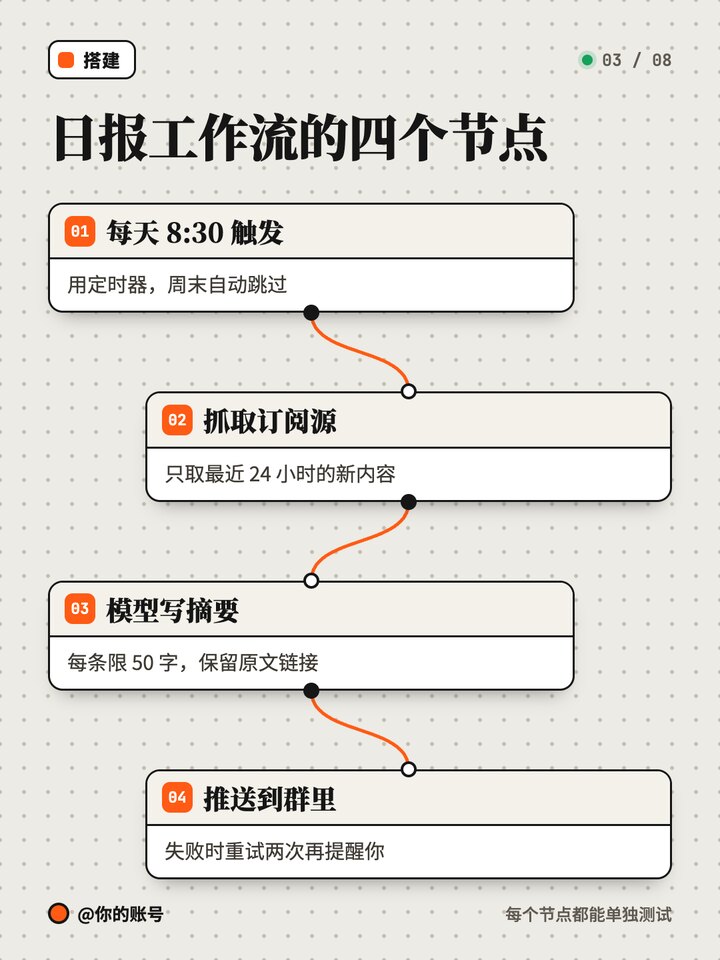 搭建
03 / 08
日报工作流的四个节点
01 每天 8:30 触发
用定时器，周末自动跳过
02 抓取订阅源
只取最近 24 小时的新内容
03 模型写摘要
每条限 50 字，保留原文链接
04 推送到群里
失败时重试两次再提醒你
@你的账号
每个节点都能单独测试